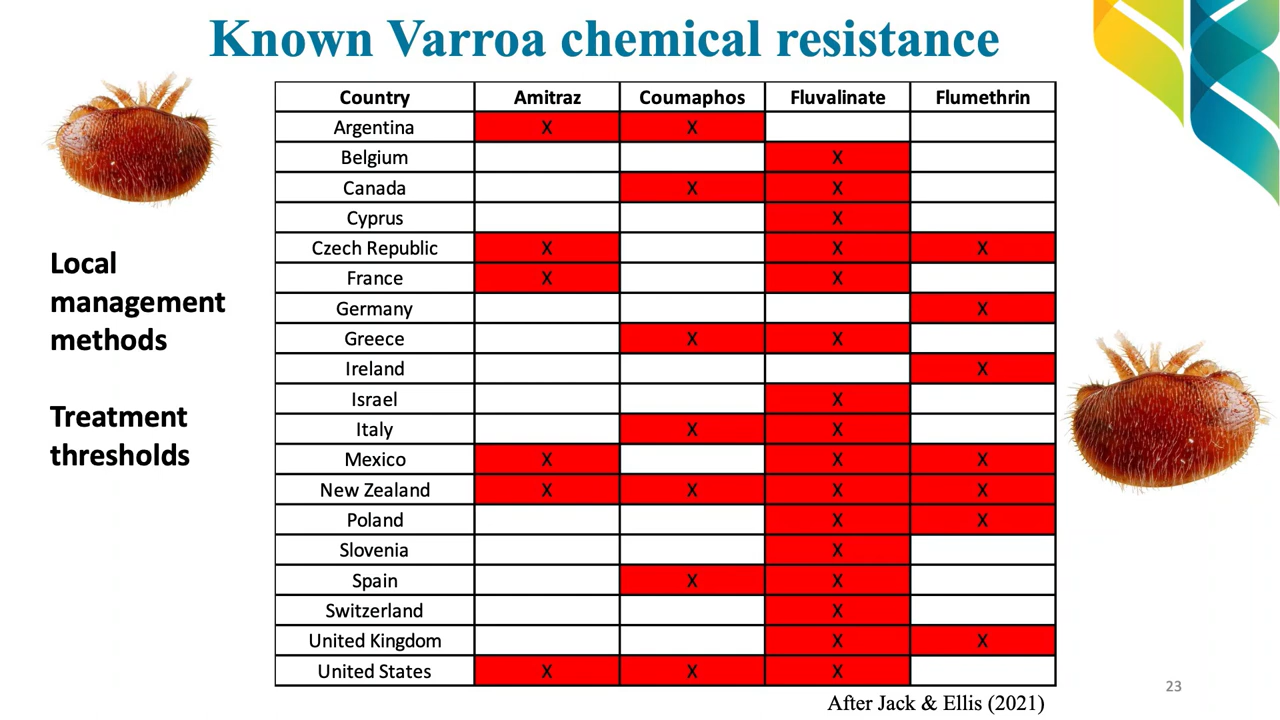 Known Varroa chemical resistance
Country Amitraz Coumaphos Fluvalinate Flumethrin
Argentina X X
Belgium X
Canada X X
Cyprus X
Czech Republic X X X
France X X
Germany X
Greece X X
Ireland X
Israel X
Italy X X
Mexico X X X
New Zealand X X X X
Poland X X
Slovenia X
Spain X X
Switzerland X
United Kingdom X X
United States X X X
Local
management
methods
Treatment
thresholds
After Jack & Ellis (2021)
23